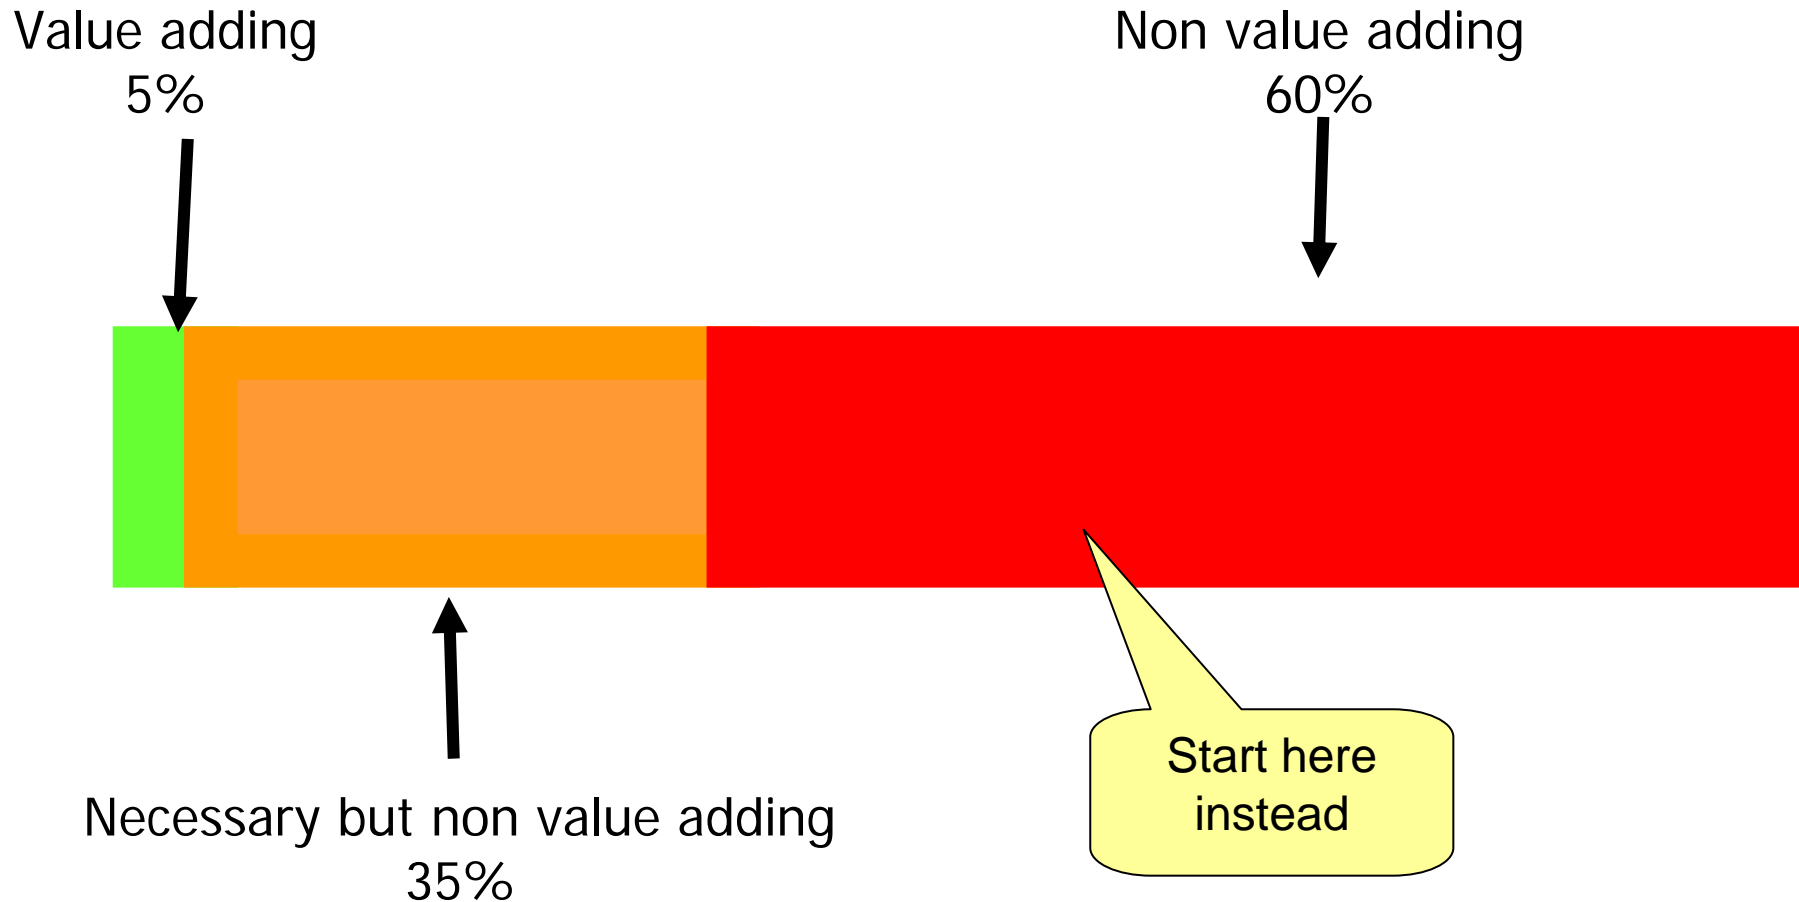 Value adding
5%
Non value adding
60%
Necessary but non value adding
35%
Start here
instead